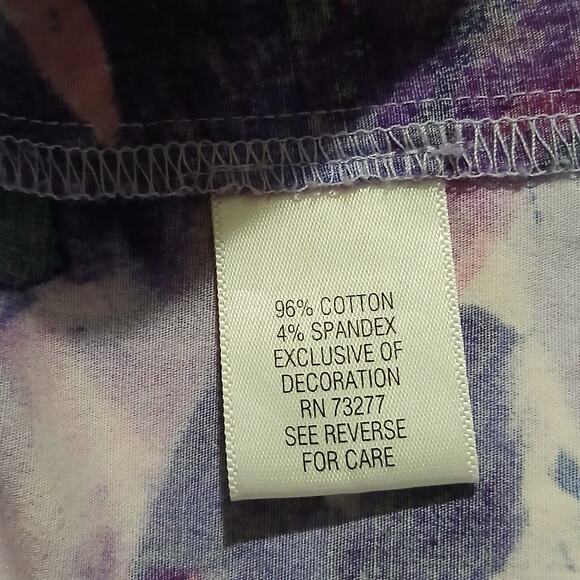 96% COTTON
4% SPANDEX
EXCLUSIVE OF
DECORATION
RN 73277
SEE REVERSE
FOR CARE